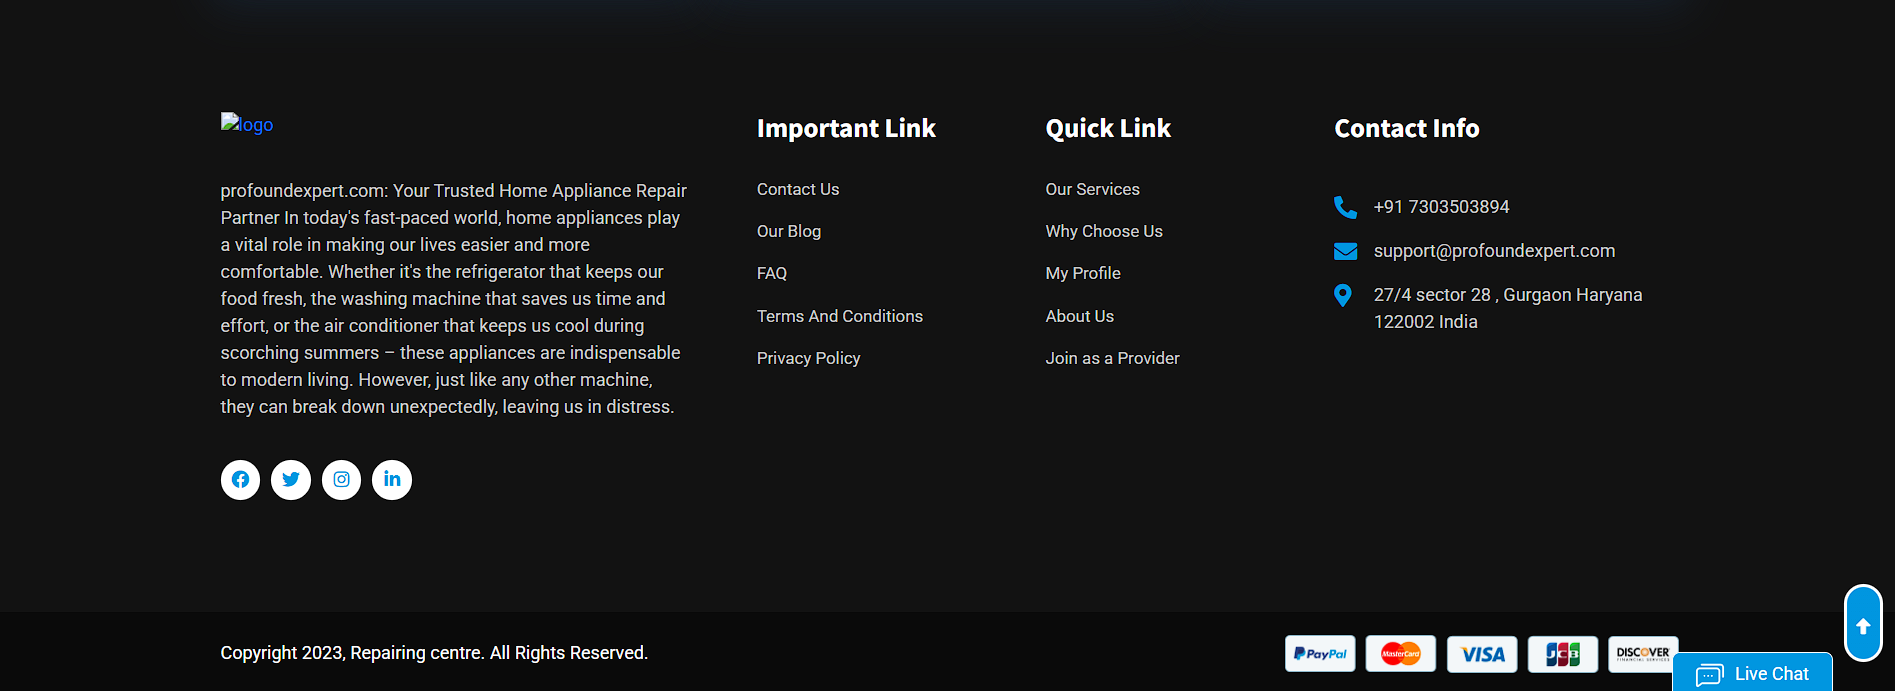 logo
profoundexpert.com: Your Trusted Home Appliance Repair
Partner In today's fast-paced world, home appliances play
a vital role in making our lives easier and more
comfortable. Whether it's the refrigerator that keeps our
food fresh, the washing machine that saves us time and
effort, or the air conditioner that keeps us cool during
scorching summers – these appliances are indispensable
to modern living. However, just like any other machine,
they can break down unexpectedly, leaving us in distress.
Important Link
Contact Us
Our Blog
FAQ
Terms And Conditions
Privacy Policy
Quick Link
Our Services
Why Choose Us
My Profile
About Us
Join as a Provider
Contact Info
+91 7303503894
support@profoundexpert.com
27/4 sector 28 , Gurgaon Haryana
122002 India
Copyright 2023, Repairing centre. All Rights Reserved.
PayPal
MasterCard
VISA
JCB
DISCOVER
FINANCIAL SERVICES
Live Chat